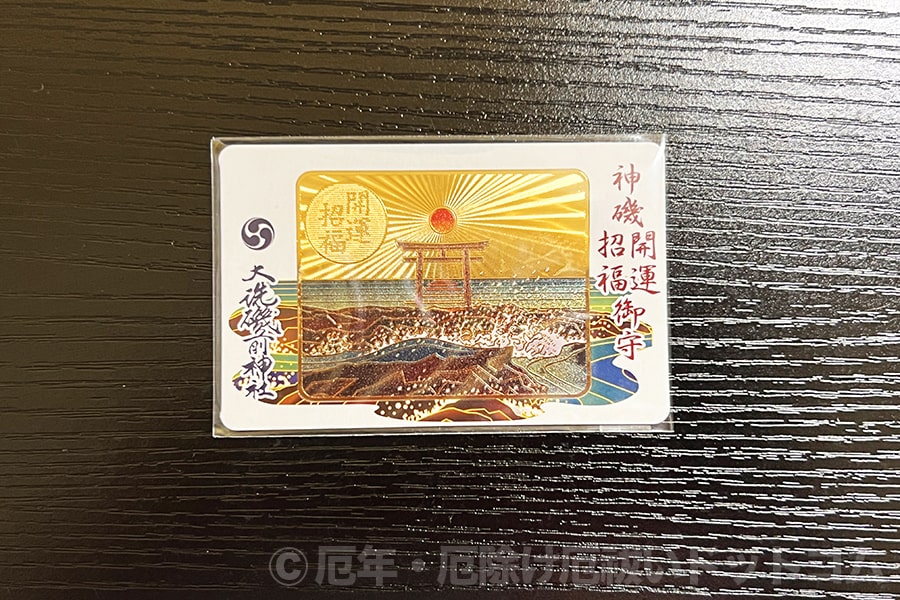 神磯
開運
招福
御守
開運
招福
大洗磯前神社
© 厄年・厄除け厄祓いドットコム